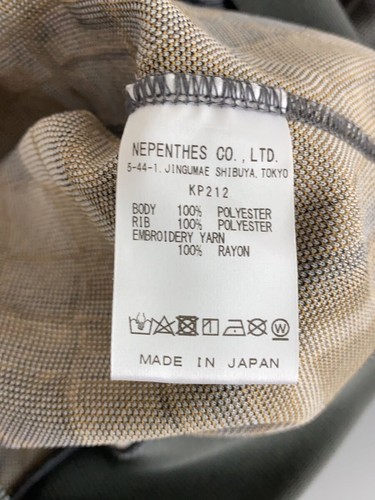 NEPENTHES CO., LTD.
5-44-1. JINGUMAE SHIBUYA. TOKYO
KP212
BODY 100% POLYESTER
RIB 100% POLYESTER
EMBROIDERY YARN
100% RAYON
W
MADE IN JAPAN